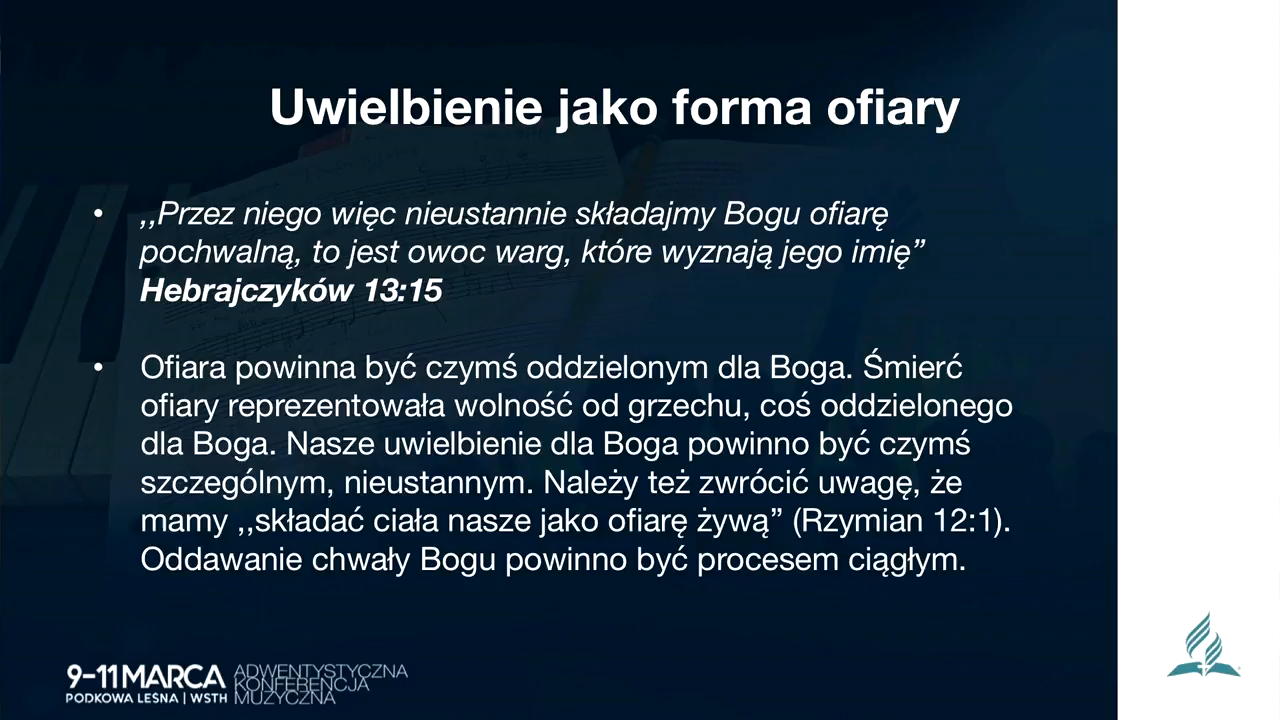 Uwielbienie jako forma ofiary
• ,,Przez niego więc nieustannie składajmy Bogu ofiarę
pochwalną, to jest owoc warg, które wyznają jego imię”
Hebrajczyków 13:15
• Ofiara powinna być czymś oddzielonym dla Boga. Śmierć
ofiary reprezentowała wolność od grzechu, coś oddzielonego
dla Boga. Nasze uwielbienie dla Boga powinno być czymś
szczególnym, nieustannym. Należy też zwrócić uwagę, że
mamy ,,składać ciała nasze jako ofiarę żywą” (Rzymian 12:1).
Oddawanie chwały Bogu powinno być procesem ciągłym.
9-11 MARCA
PODKOWA LEŚNA | WSTH
ADWENTYSTYCZNA
KONFERENCJA
MUZYCZNA